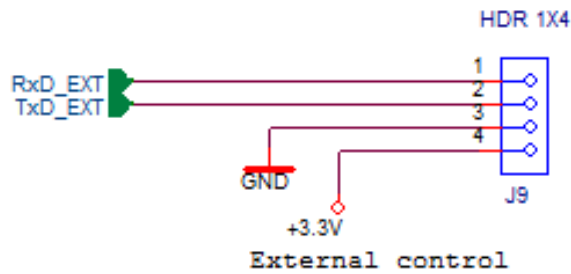 HDR 1X4
RxD_EXT
TxD_EXT
1
2
3
4
GND
+3.3V
J9
External control